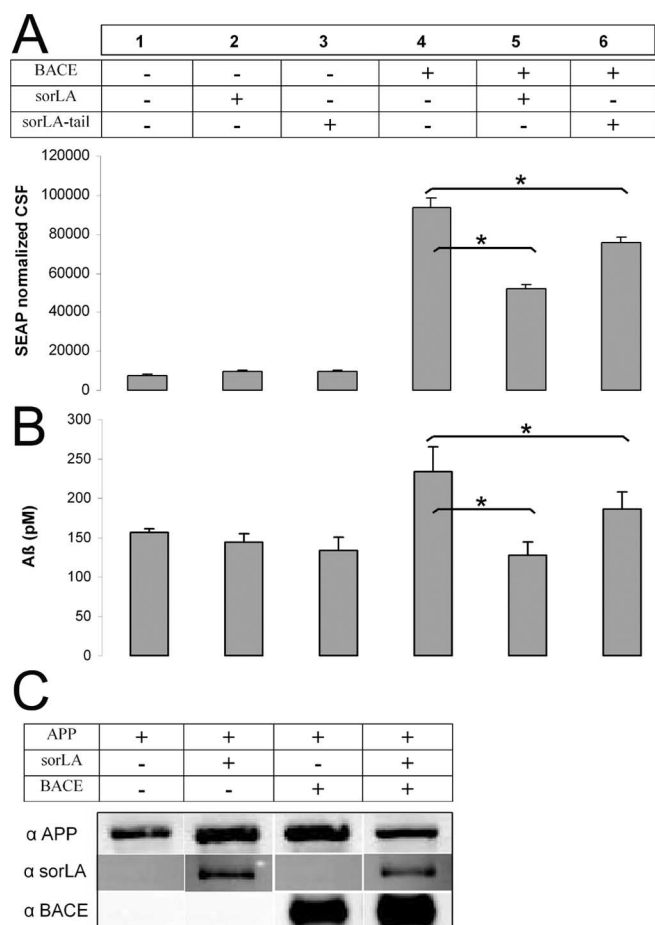 A
1 2 3 4 5 6
BACE - - - + + +
sorLA - + - - + -
sorLA-tail - - + - - +
SEAP normalized CSF
120000
100000
80000
60000
40000
20000
0
*
*
B
Aß (pM)
300
250
200
150
100
50
0
*
*
C
APP + + + +
sorLA - + - +
BACE - - + +
α APP
α sorLA
α BACE